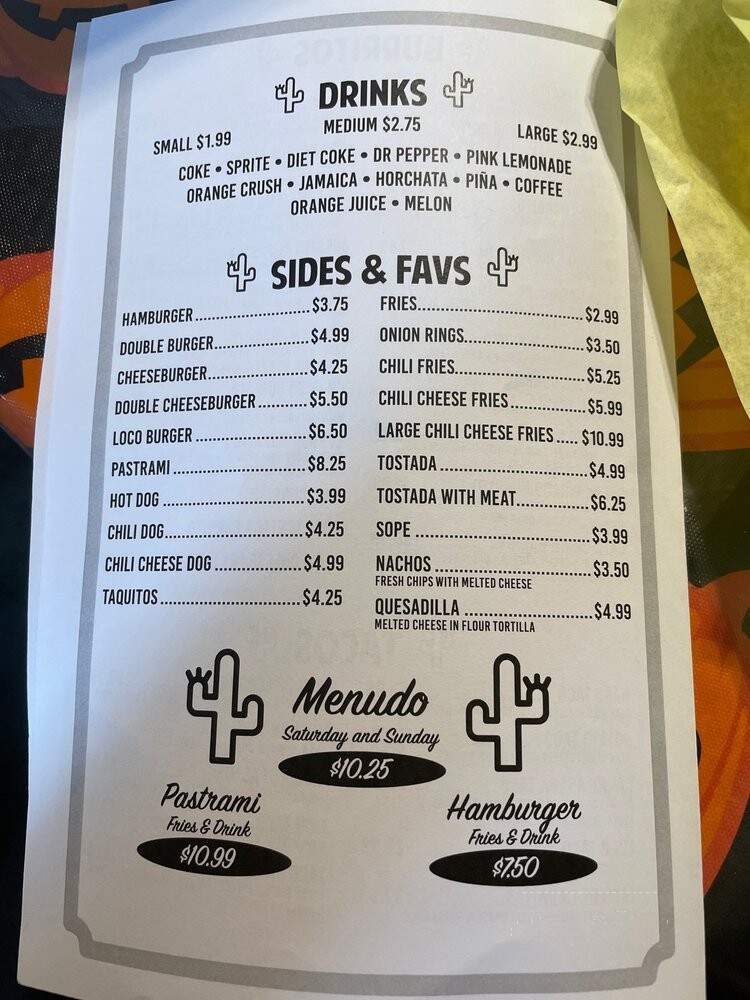 DRINKS
SMALL $1.99 MEDIUM $2.75 LARGE $2.99
COKE • SPRITE • DIET COKE • DR PEPPER • PINK LEMONADE
ORANGE CRUSH • JAMAICA • HORCHATA • PIÑA • COFFEE
ORANGE JUICE • MELON
SIDES & FAVS
HAMBURGER $3.75
DOUBLE BURGER $4.99
CHEESEBURGER $4.25
DOUBLE CHEESEBURGER $5.50
LOCO BURGER $6.50
PASTRAMI $8.25
HOT DOG $3.99
CHILI DOG $4.25
CHILI CHEESE DOG $4.99
TAQUITOS $4.25
FRIES $2.99
ONION RINGS $3.50
CHILI FRIES $5.25
CHILI CHEESE FRIES $5.99
LARGE CHILI CHEESE FRIES $10.99
TOSTADA $4.99
TOSTADA WITH MEAT $6.25
SOPE $3.99
NACHOS $3.50
FRESH CHIPS WITH MELTED CHEESE
QUESADILLA $4.99
MELTED CHEESE IN FLOUR TORTILLA
Menudo
Saturday and Sunday
$10.25
Pastrami
Fries & Drink
$10.99
Hamburger
Fries & Drink
$7.50